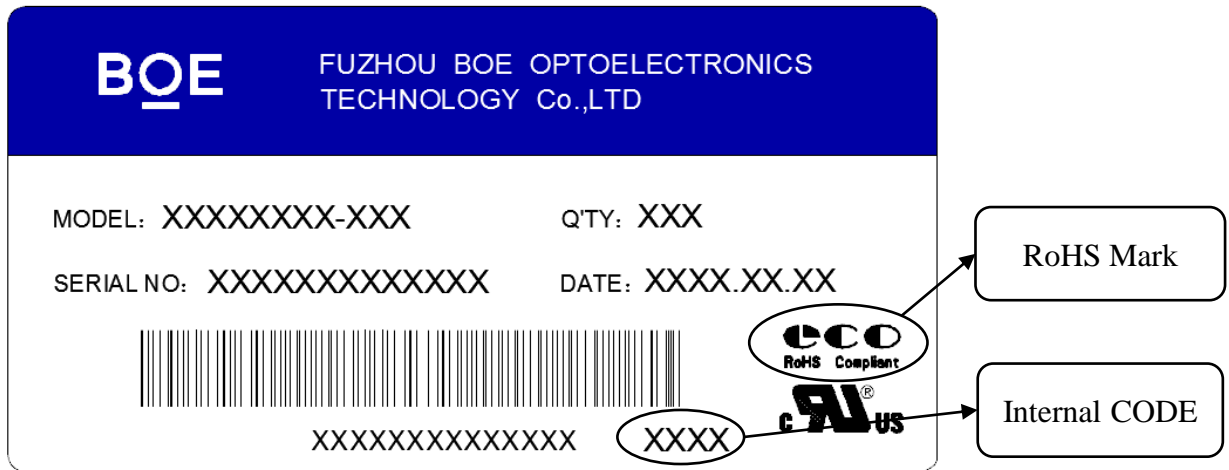 BOE
FUZHOU BOE OPTOELECTRONICS
TECHNOLOGY Co.,LTD
MODEL: XXXXXXXX-XXX
Q'TY: XXX
SERIAL NO: XXXXXXXXXXXXX
DATE: XXXX.XX.XX
RoHS Mark
eco
RoHS Compliant
Internal CODE
C RU ® US
XXXXXXXXXXXXXX XXXX